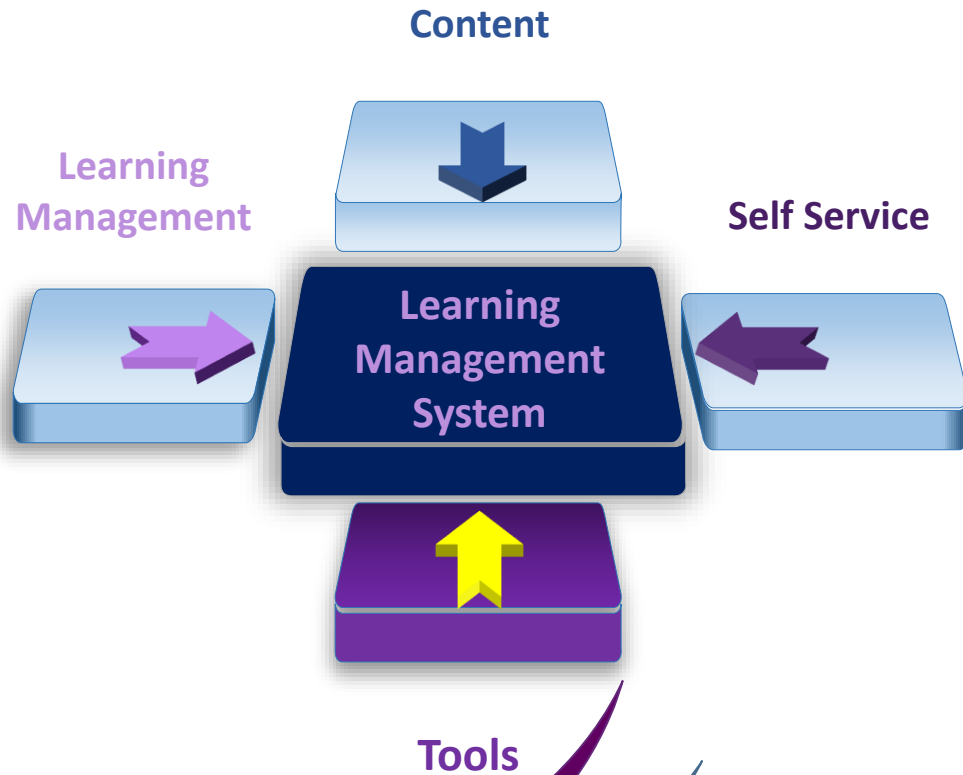 Content
Learning
Management
Self Service
Learning
Management
System
Tools